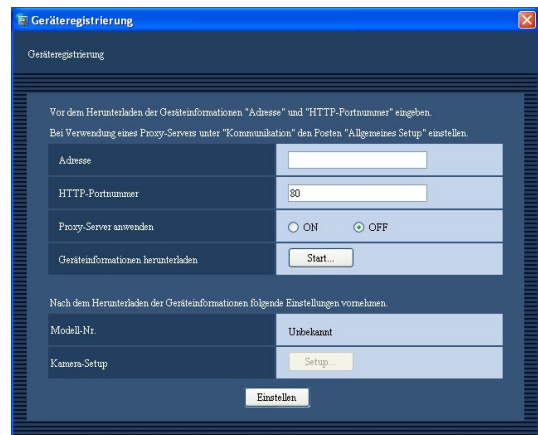 Geräteregistrierung
Geräteregistrierung
Vor dem Herunterladen der Geräteinformationen "Adresse" und "HTTP-Portnummer" eingeben.
Bei Verwendung eines Proxy-Servers unter "Kommunikation" den Posten "Allgemeines Setup" einstellen.
Adresse
HTTP-Portnummer 80
Proxy-Server anwenden ON OFF
Geräteinformationen herunterladen Start...
Nach dem Herunterladen der Geräteinformationen folgende Einstellungen vornehmen.
Modell-Nr. Unbekannt
Kamera-Setup Setup...
Einstellen